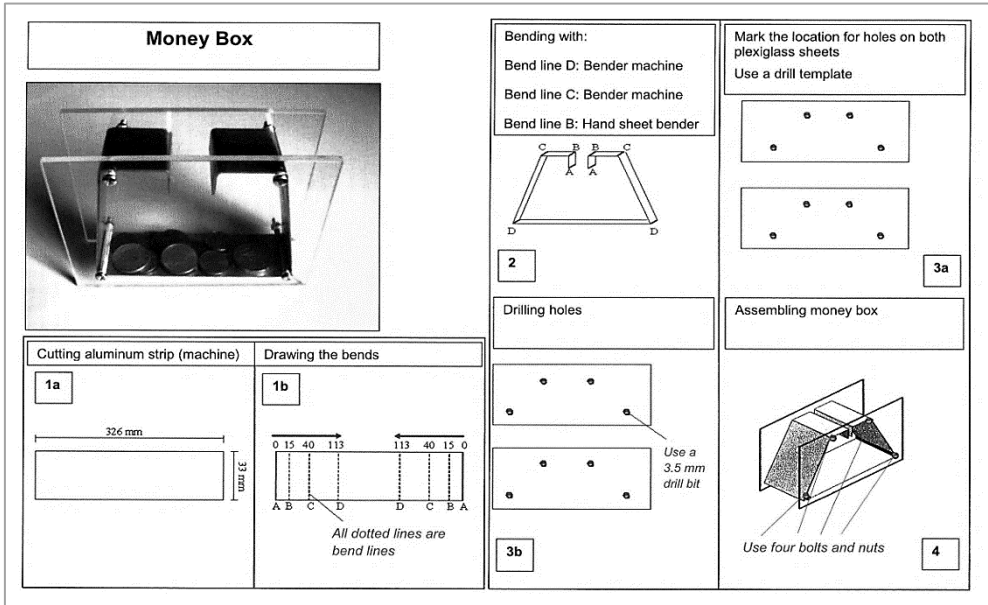 Money Box
Cutting aluminum strip (machine)
1a
326 mm
33 mm
Drawing the bends
1b
0 15 40 113 113 40 15 0
A B C D D C B A
All dotted lines are
bend lines
Bending with:
Bend line D: Bender machine
Bend line C: Bender machine
Bend line B: Hand sheet bender
C B B C
A A
D D
2
Mark the location for holes on both
plexiglass sheets
Use a drill template
3a
Drilling holes
Use a
3.5 mm
drill bit
3b
Assembling money box
Use four bolts and nuts
4